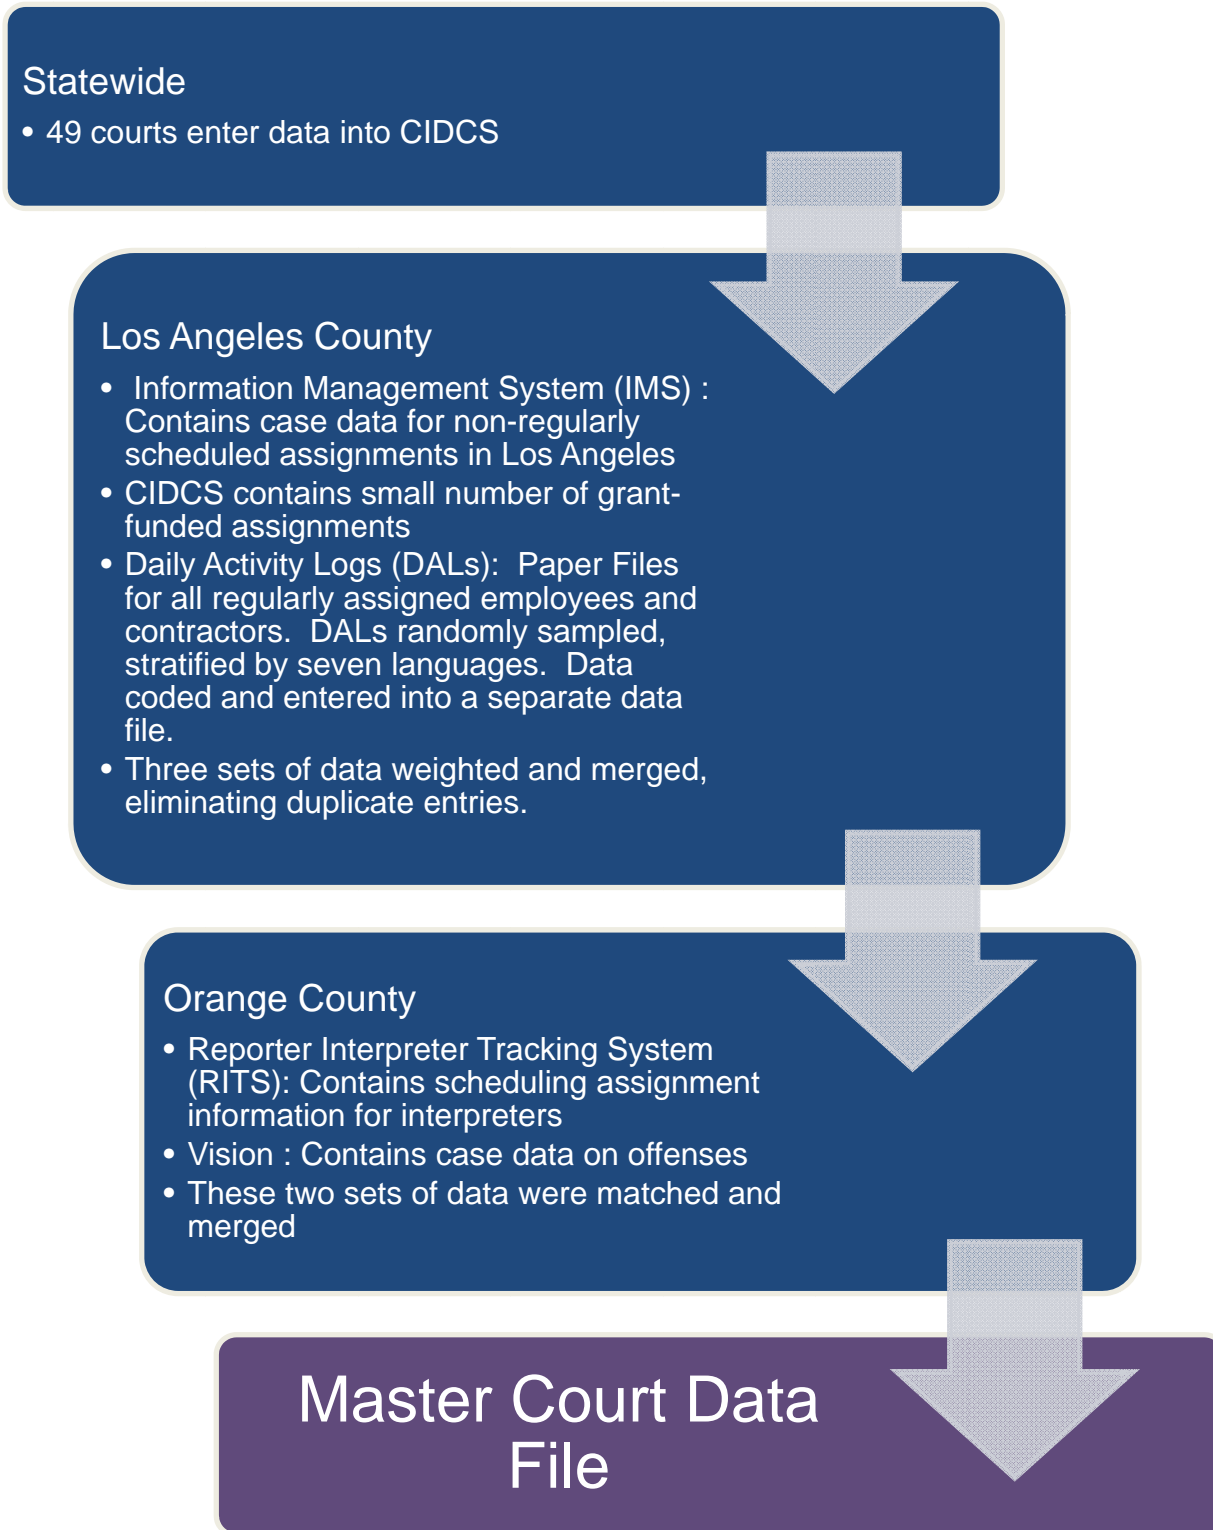 Statewide
• 49 courts enter data into CIDCS
Los Angeles County
• Information Management System (IMS) :
Contains case data for non-regularly
scheduled assignments in Los Angeles
• CIDCS contains small number of grant-
funded assignments
• Daily Activity Logs (DALs):  Paper Files
for all regularly assigned employees and
contractors.  DALs randomly sampled,
stratified by seven languages.  Data
coded and entered into a separate data
file.
• Three sets of data weighted and merged,
eliminating duplicate entries.
Orange County
• Reporter Interpreter Tracking System
(RITS): Contains scheduling assignment
information for interpreters
• Vision : Contains case data on offenses
• These two sets of data were matched and
merged
Master Court Data
File